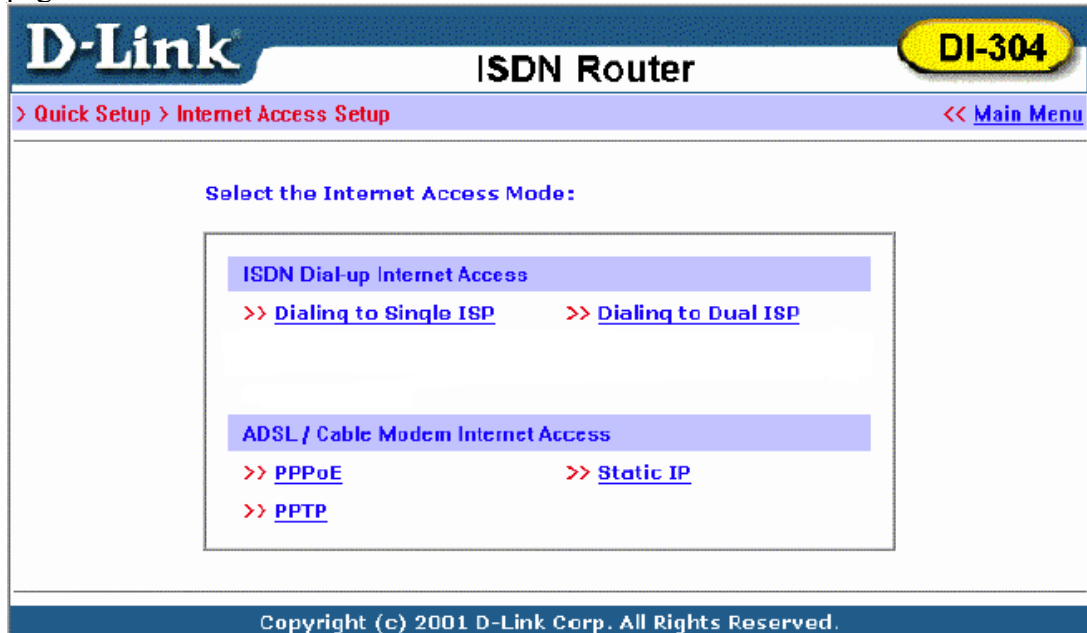 D-Link
ISDN Router
DI-304
> Quick Setup > Internet Access Setup
<< Main Menu
Select the Internet Access Mode:
ISDN Dial-up Internet Access
>> Dialing to Single ISP >> Dialing to Dual ISP
ADSL / Cable Modem Internet Access
>> PPPoE >> Static IP
>> PPTP
Copyright (c) 2001 D-Link Corp. All Rights Reserved.